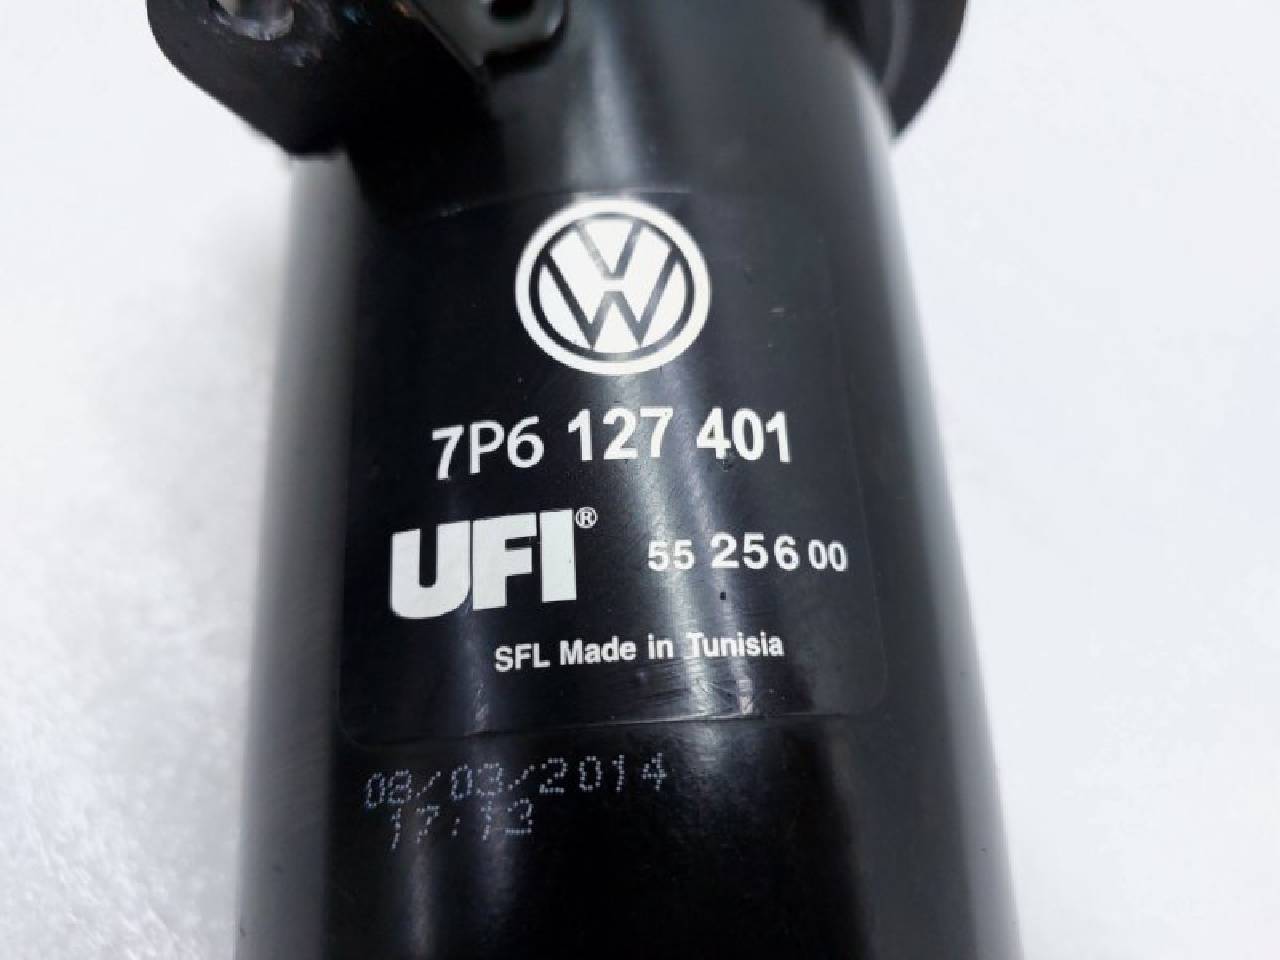 7P6 127 401
UFI® 55 256 00
SFL Made in Tunisia
08/03/2014
17:12